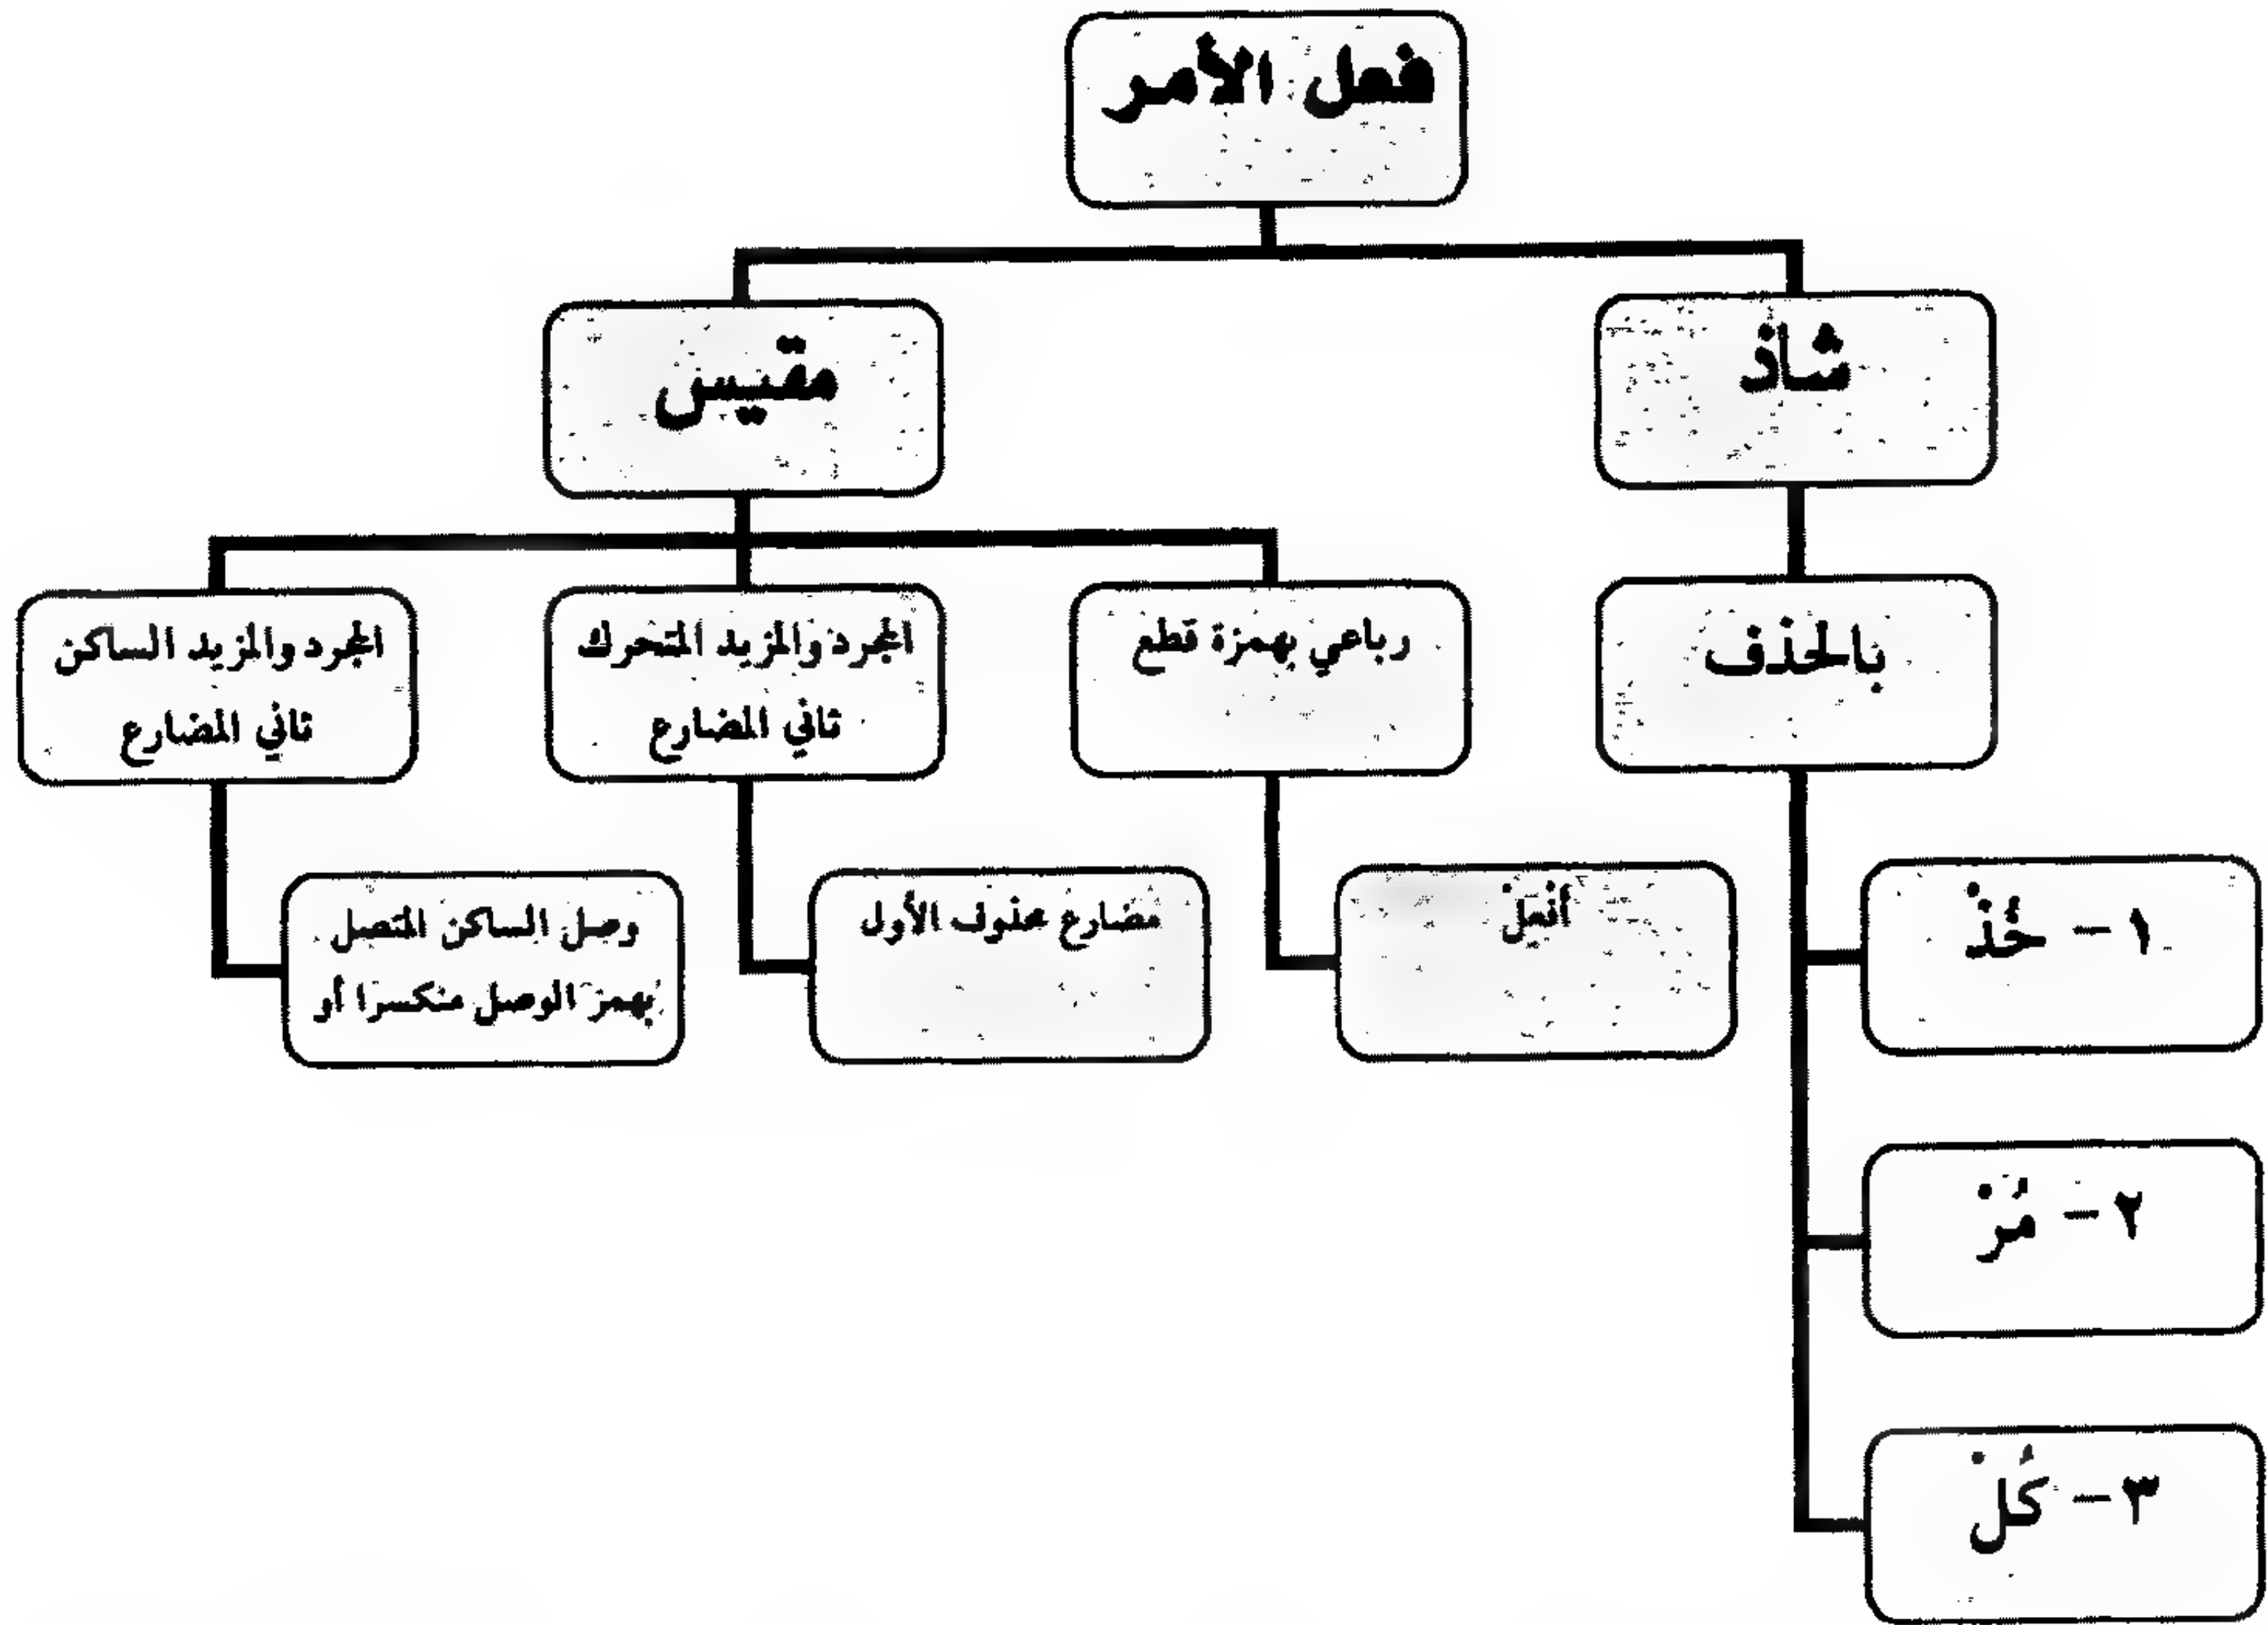 فعل الأمر
شاذ
مقيس
بالحذف
رباعي بهمزة قطع
المجرد والمزيد المتحرك
ثاني المضارع
المجرد والمزيد الساكن
ثاني المضارع
١ - خُذْ
أفعِلْ
مضارع محذوف الأول
وصل الساكن المتصل
بهمز الوصل منكسرا أو
٢ - مُرْ
٣ - كُلْ